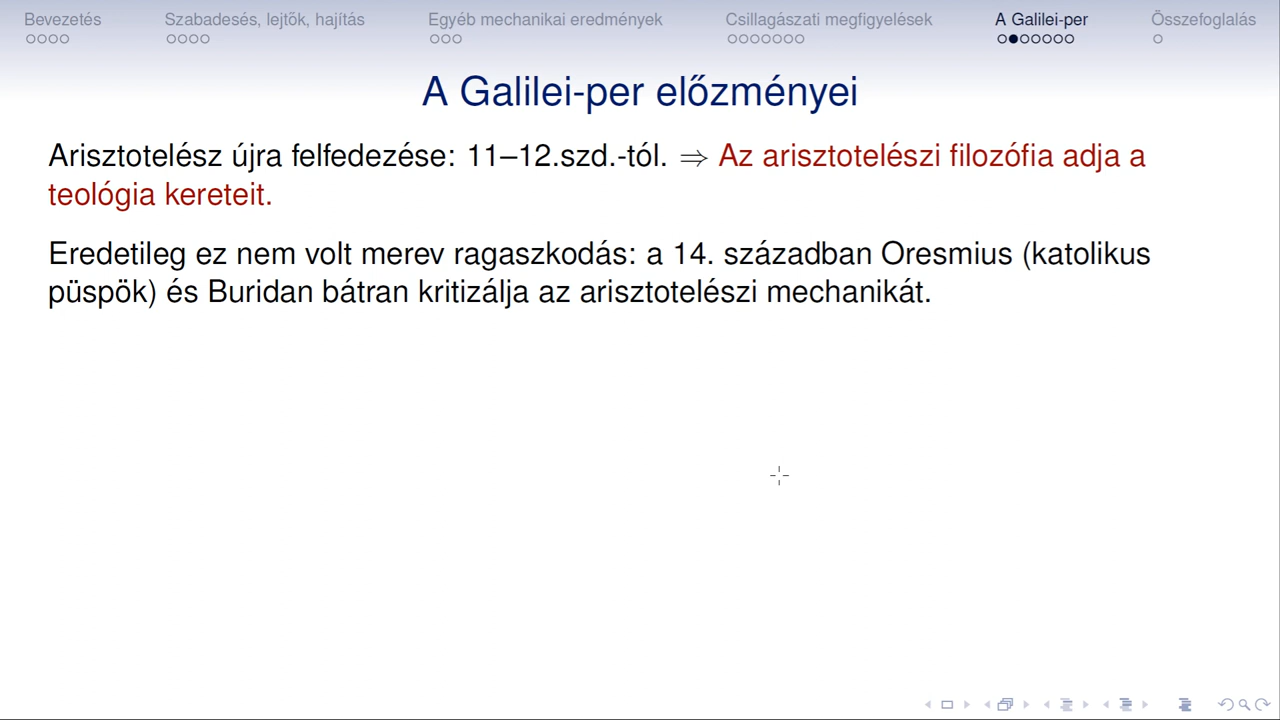 Bevezetés Szabadesés, lejtők, hajítás Egyéb mechanikai eredmények Csillagászati megfigyelések A Galilei-per Összefoglalás
A Galilei-per előzményei
Arisztotelész újra felfedezése: 11–12.szd.-tól. ⇒ Az arisztotelészi filozófia adja a
teológia kereteit.
Eredetileg ez nem volt merev ragaszkodás: a 14. században Oresmius (katolikus
püspök) és Buridan bátran kritizálja az arisztotelészi mechanikát.